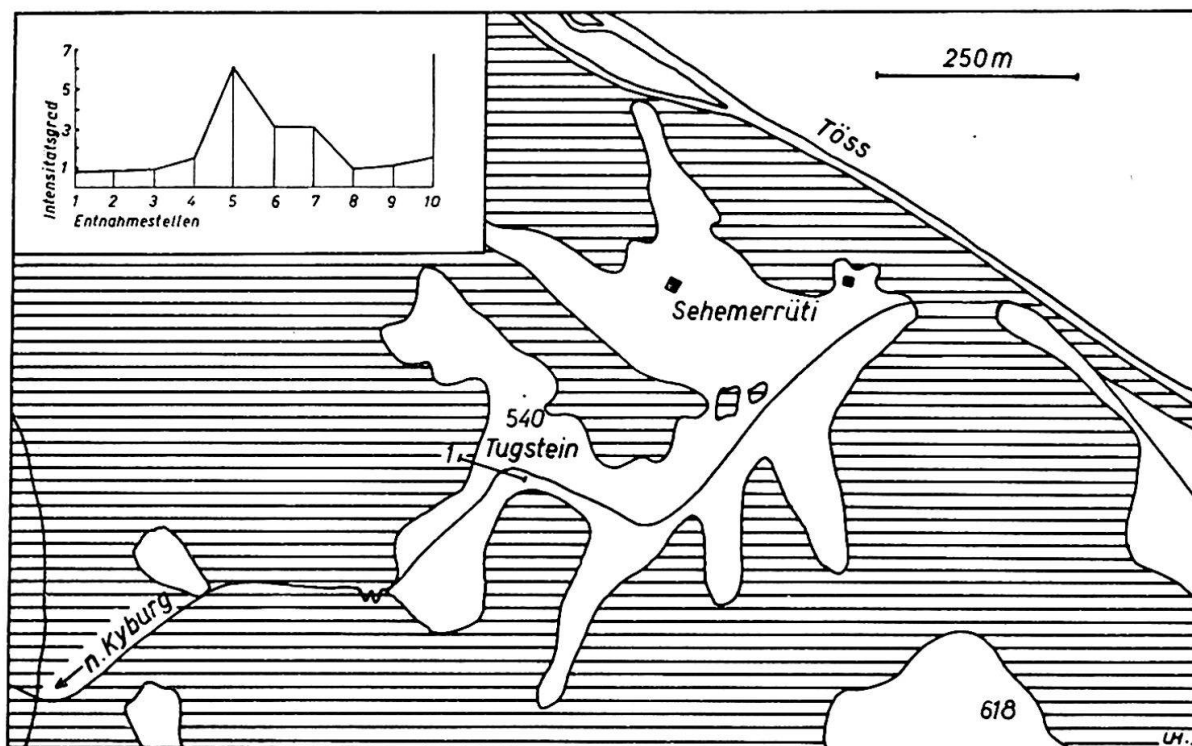 7
5
3
1
Intensitätsgrad
1 2 3 4 5 6 7 8 9 10
Entnahmestellen
250 m
Töss
Sehemerrüti
540
Tugstein
1
n. Kyburg
618